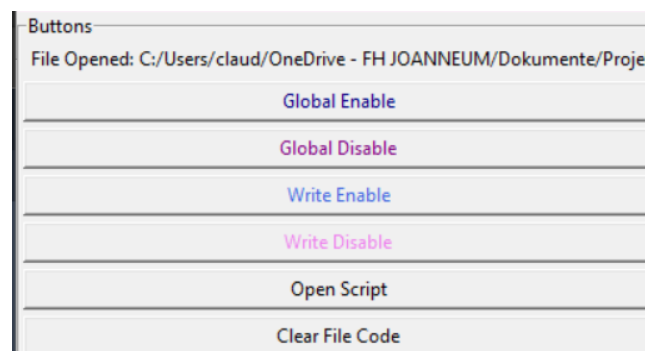 Buttons
File Opened: C:/Users/claud/OneDrive - FH JOANNEUM/Dokumente/Proje
Global Enable
Global Disable
Write Enable
Write Disable
Open Script
Clear File Code